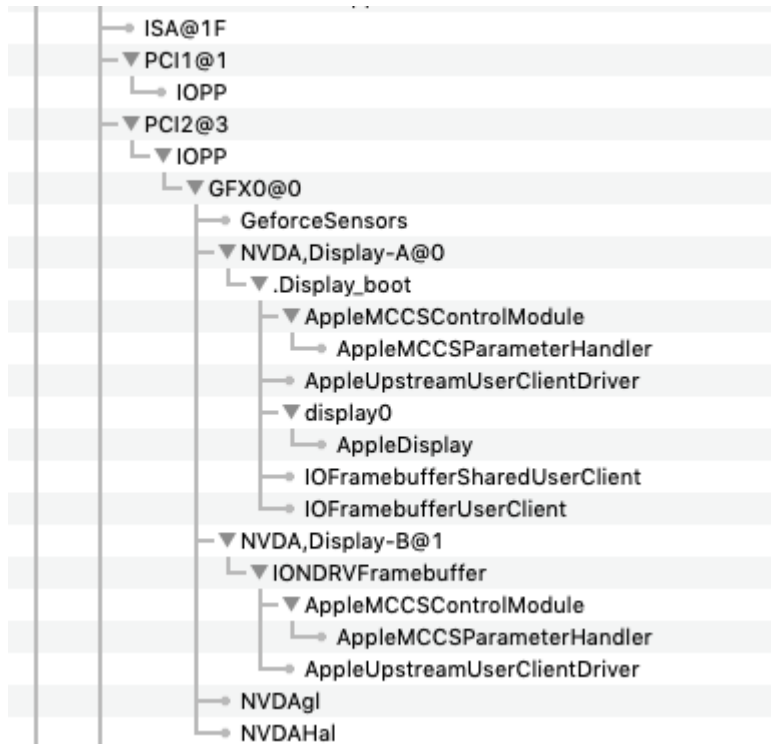 ISA@1F
PCI1@1
IOPP
PCI2@3
IOPP
GFX0@0
GeforceSensors
NVDA,Display-A@0
.Display_boot
AppleMCCSControlModule
AppleMCCSParameterHandler
AppleUpstreamUserClientDriver
display0
AppleDisplay
IOFramebufferSharedUserClient
IOFramebufferUserClient
NVDA,Display-B@1
IONDRVFramebuffer
AppleMCCSControlModule
AppleMCCSParameterHandler
AppleUpstreamUserClientDriver
NVDAgl
NVDAHal